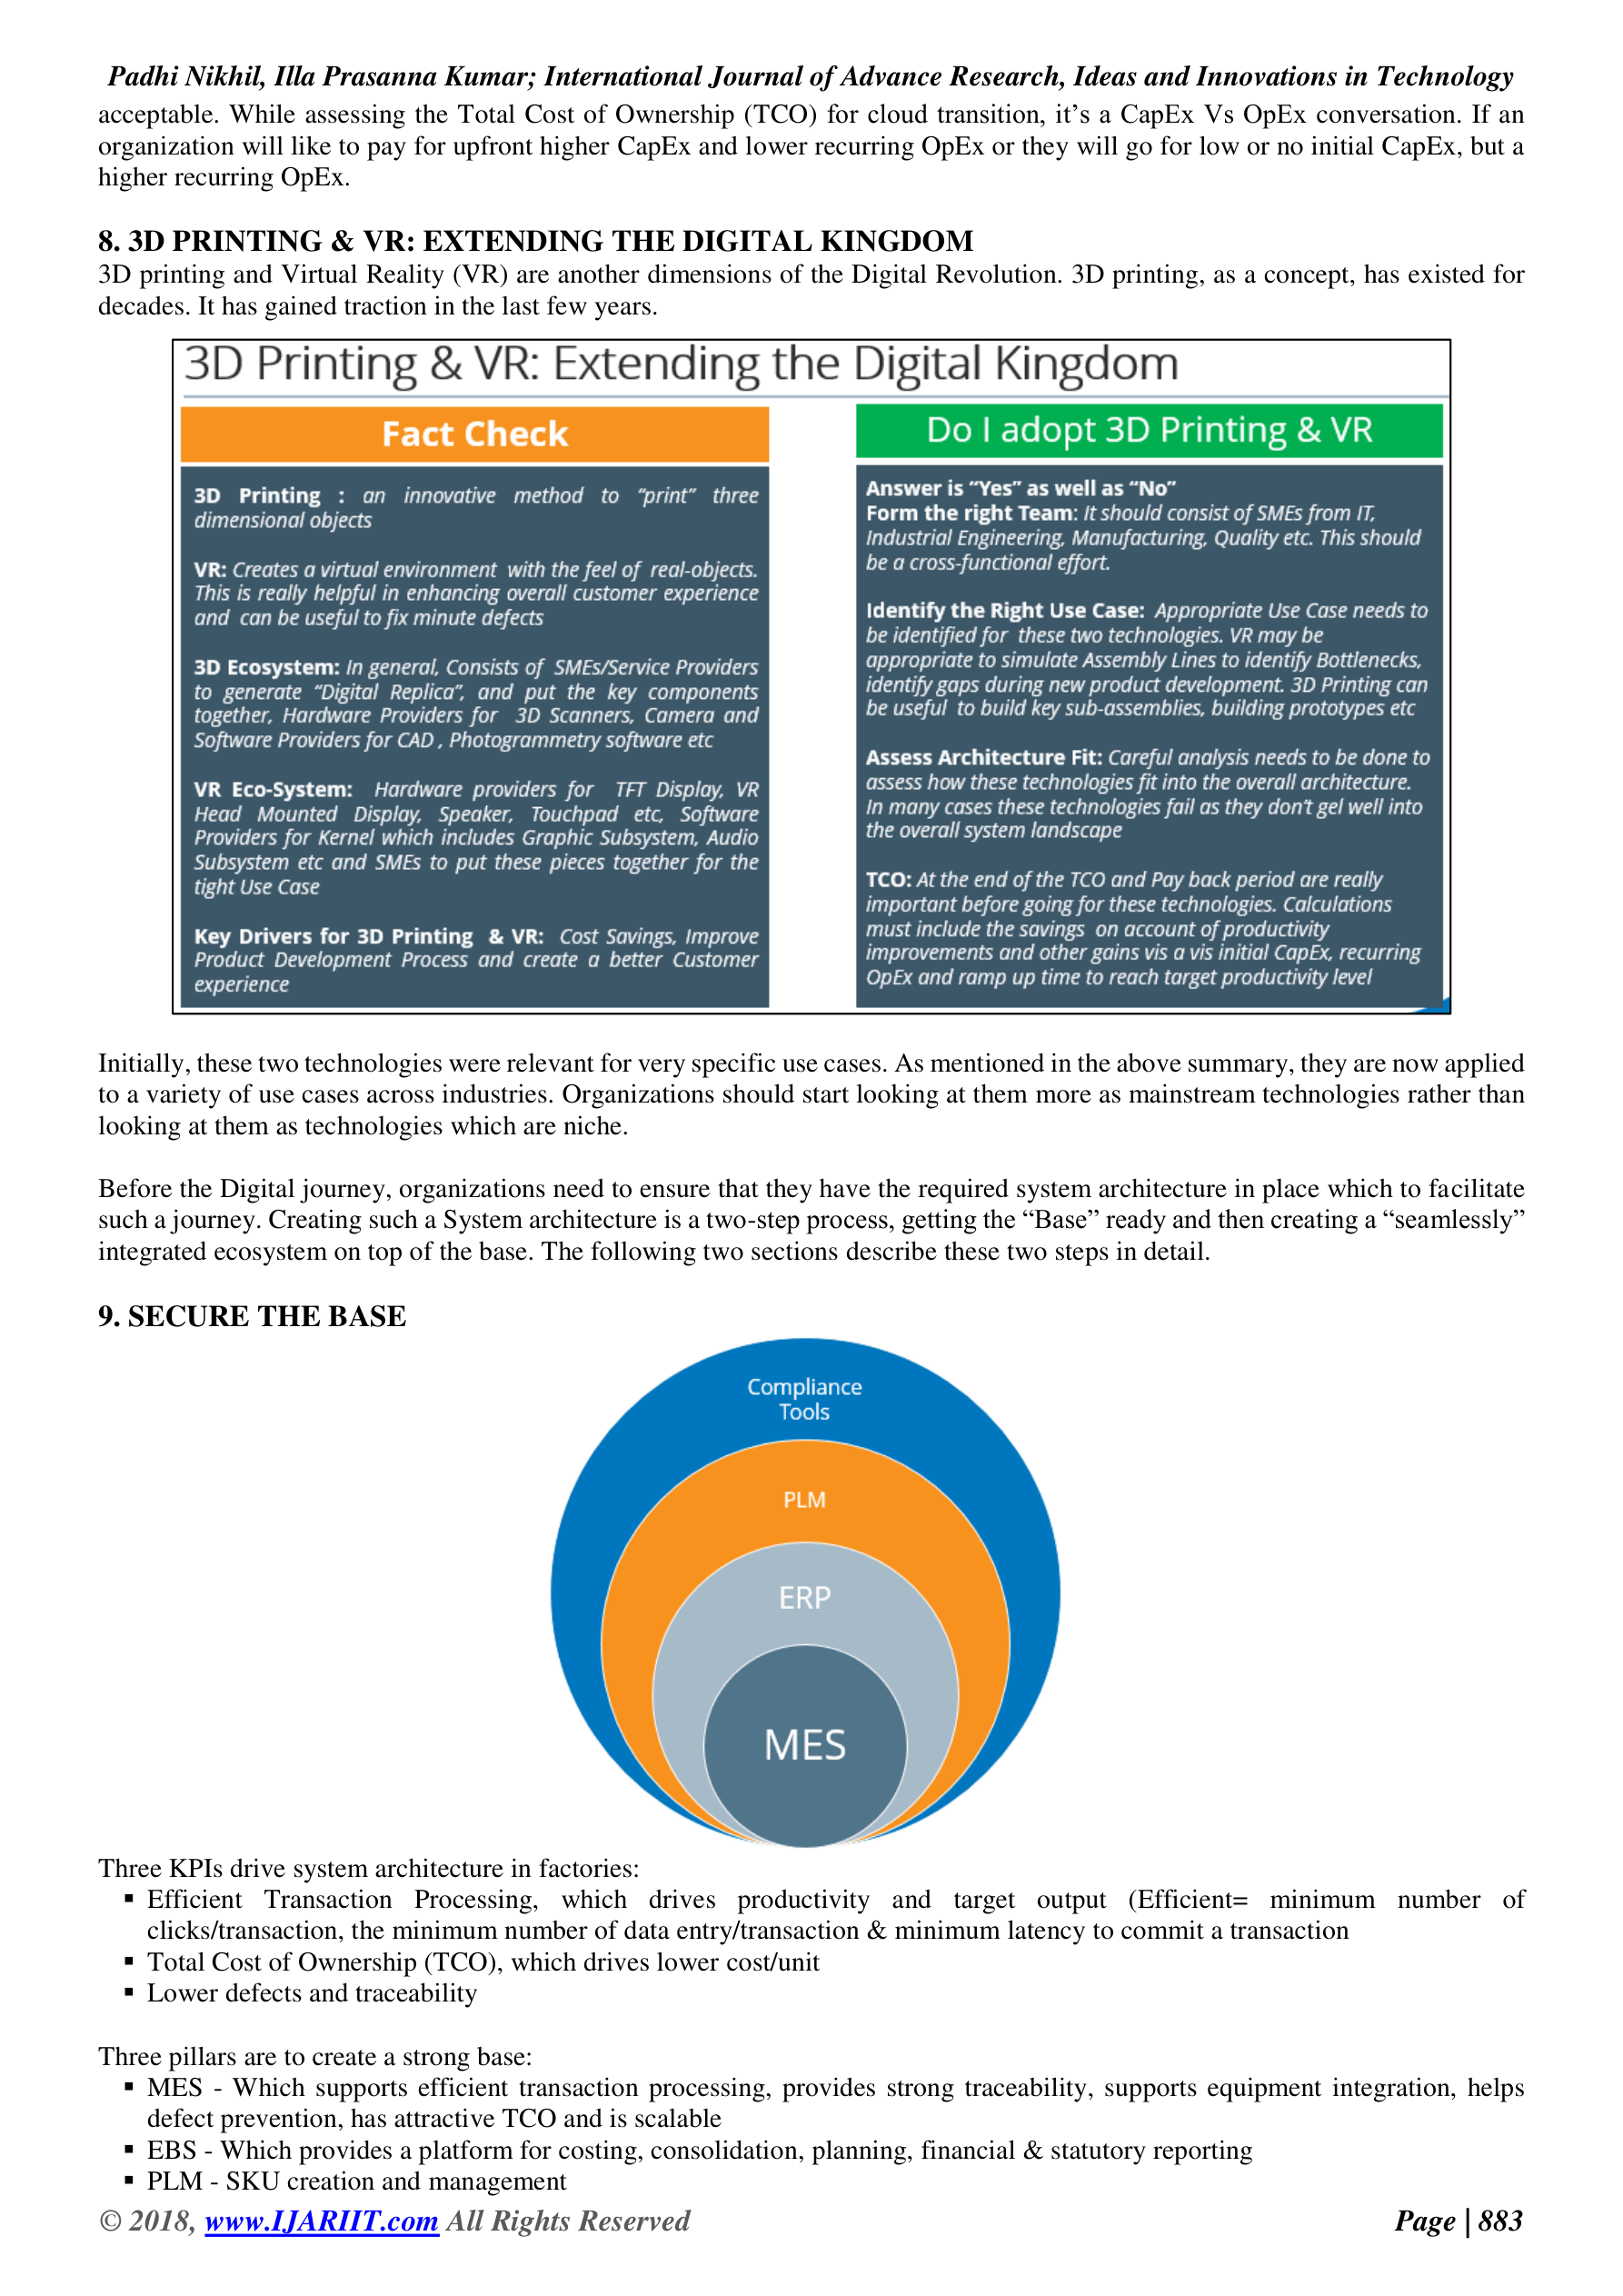 Padhi Nikhil, Illa Prasanna Kumar; International Journal of Advance Research, Ideas and Innovations in Technology
acceptable. While assessing the Total Cost of Ownership (TCO) for cloud transition, it’s a CapEx Vs OpEx conversation. If an
organization will like to pay for upfront higher CapEx and lower recurring OpEx or they will go for low or no initial CapEx, but a
higher recurring OpEx.
8. 3D PRINTING & VR: EXTENDING THE DIGITAL KINGDOM
3D printing and Virtual Reality (VR) are another dimensions of the Digital Revolution. 3D printing, as a concept, has existed for
decades. It has gained traction in the last few years.
3D Printing & VR: Extending the Digital Kingdom
Fact Check
3D Printing : an innovative method to “print” three
dimensional objects
VR: Creates a virtual environment with the feel of real-objects.
This is really helpful in enhancing overall customer experience
and can be useful to fix minute defects
3D Ecosystem: In general, Consists of SMEs/Service Providers
to generate “Digital Replica”, and put the key components
together, Hardware Providers for 3D Scanners, Camera and
Software Providers for CAD , Photogrammetry software etc
VR Eco-System: Hardware providers for TFT Display, VR
Head Mounted Display, Speaker, Touchpad etc, Software
Providers for Kernel which includes Graphic Subsystem, Audio
Subsystem etc and SMEs to put these pieces together for the
tight Use Case
Key Drivers for 3D Printing & VR: Cost Savings, Improve
Product Development Process and create a better Customer
experience
Do I adopt 3D Printing & VR
Answer is “Yes” as well as “No”
Form the right Team: It should consist of SMEs from IT,
Industrial Engineering, Manufacturing, Quality etc. This should
be a cross-functional effort.
Identify the Right Use Case: Appropriate Use Case needs to
be identified for these two technologies. VR may be
appropriate to simulate Assembly Lines to identify Bottlenecks,
identify gaps during new product development. 3D Printing can
be useful to build key sub-assemblies, building prototypes etc
Assess Architecture Fit: Careful analysis needs to be done to
assess how these technologies fit into the overall architecture.
In many cases these technologies fail as they don’t gel well into
the overall system landscape
TCO: At the end of the TCO and Pay back period are really
important before going for these technologies. Calculations
must include the savings on account of productivity
improvements and other gains vis a vis initial CapEx, recurring
OpEx and ramp up time to reach target productivity level
Initially, these two technologies were relevant for very specific use cases. As mentioned in the above summary, they are now applied
to a variety of use cases across industries. Organizations should start looking at them more as mainstream technologies rather than
looking at them as technologies which are niche.
Before the Digital journey, organizations need to ensure that they have the required system architecture in place which to facilitate
such a journey. Creating such a System architecture is a two-step process, getting the “Base” ready and then creating a “seamlessly”
integrated ecosystem on top of the base. The following two sections describe these two steps in detail.
9. SECURE THE BASE
Compliance
Tools
PLM
ERP
MES
Three KPIs drive system architecture in factories:
▪ Efficient Transaction Processing, which drives productivity and target output (Efficient= minimum number of
clicks/transaction, the minimum number of data entry/transaction & minimum latency to commit a transaction
▪ Total Cost of Ownership (TCO), which drives lower cost/unit
▪ Lower defects and traceability
Three pillars are to create a strong base:
▪ MES - Which supports efficient transaction processing, provides strong traceability, supports equipment integration, helps
defect prevention, has attractive TCO and is scalable
▪ EBS - Which provides a platform for costing, consolidation, planning, financial & statutory reporting
▪ PLM - SKU creation and management
© 2018, www.IJARIIT.com All Rights Reserved Page | 883